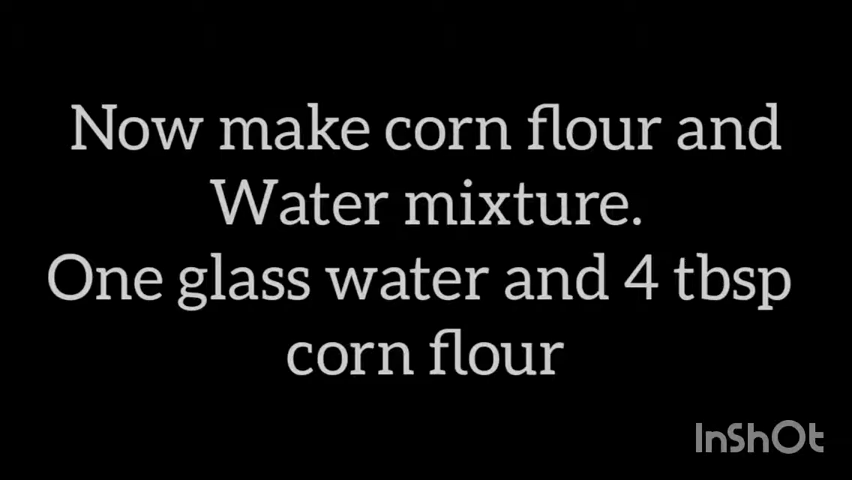 Now make corn flour and
Water mixture.
One glass water and 4 tbsp
corn flour
InShOt